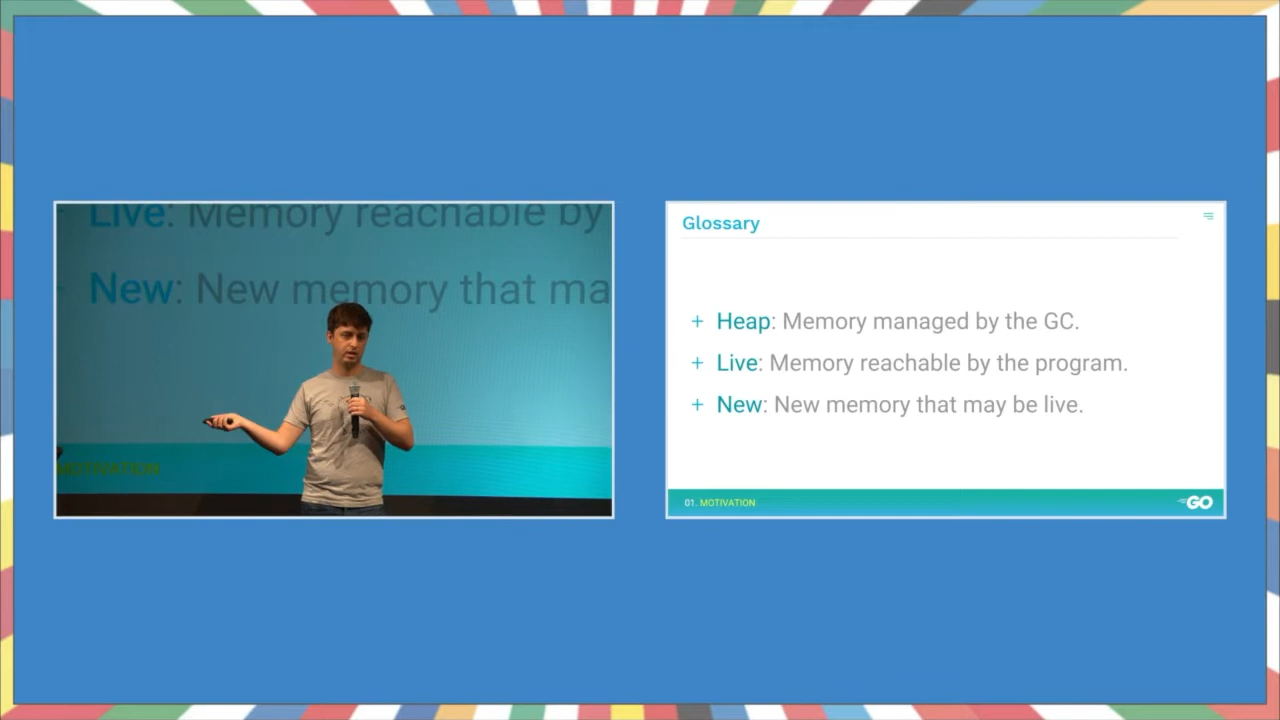 Live: Memory reachable by
New: New memory that ma
MOTIVATION
Glossary
+ Heap: Memory managed by the GC.
+ Live: Memory reachable by the program.
+ New: New memory that may be live.
01. MOTIVATION
GO